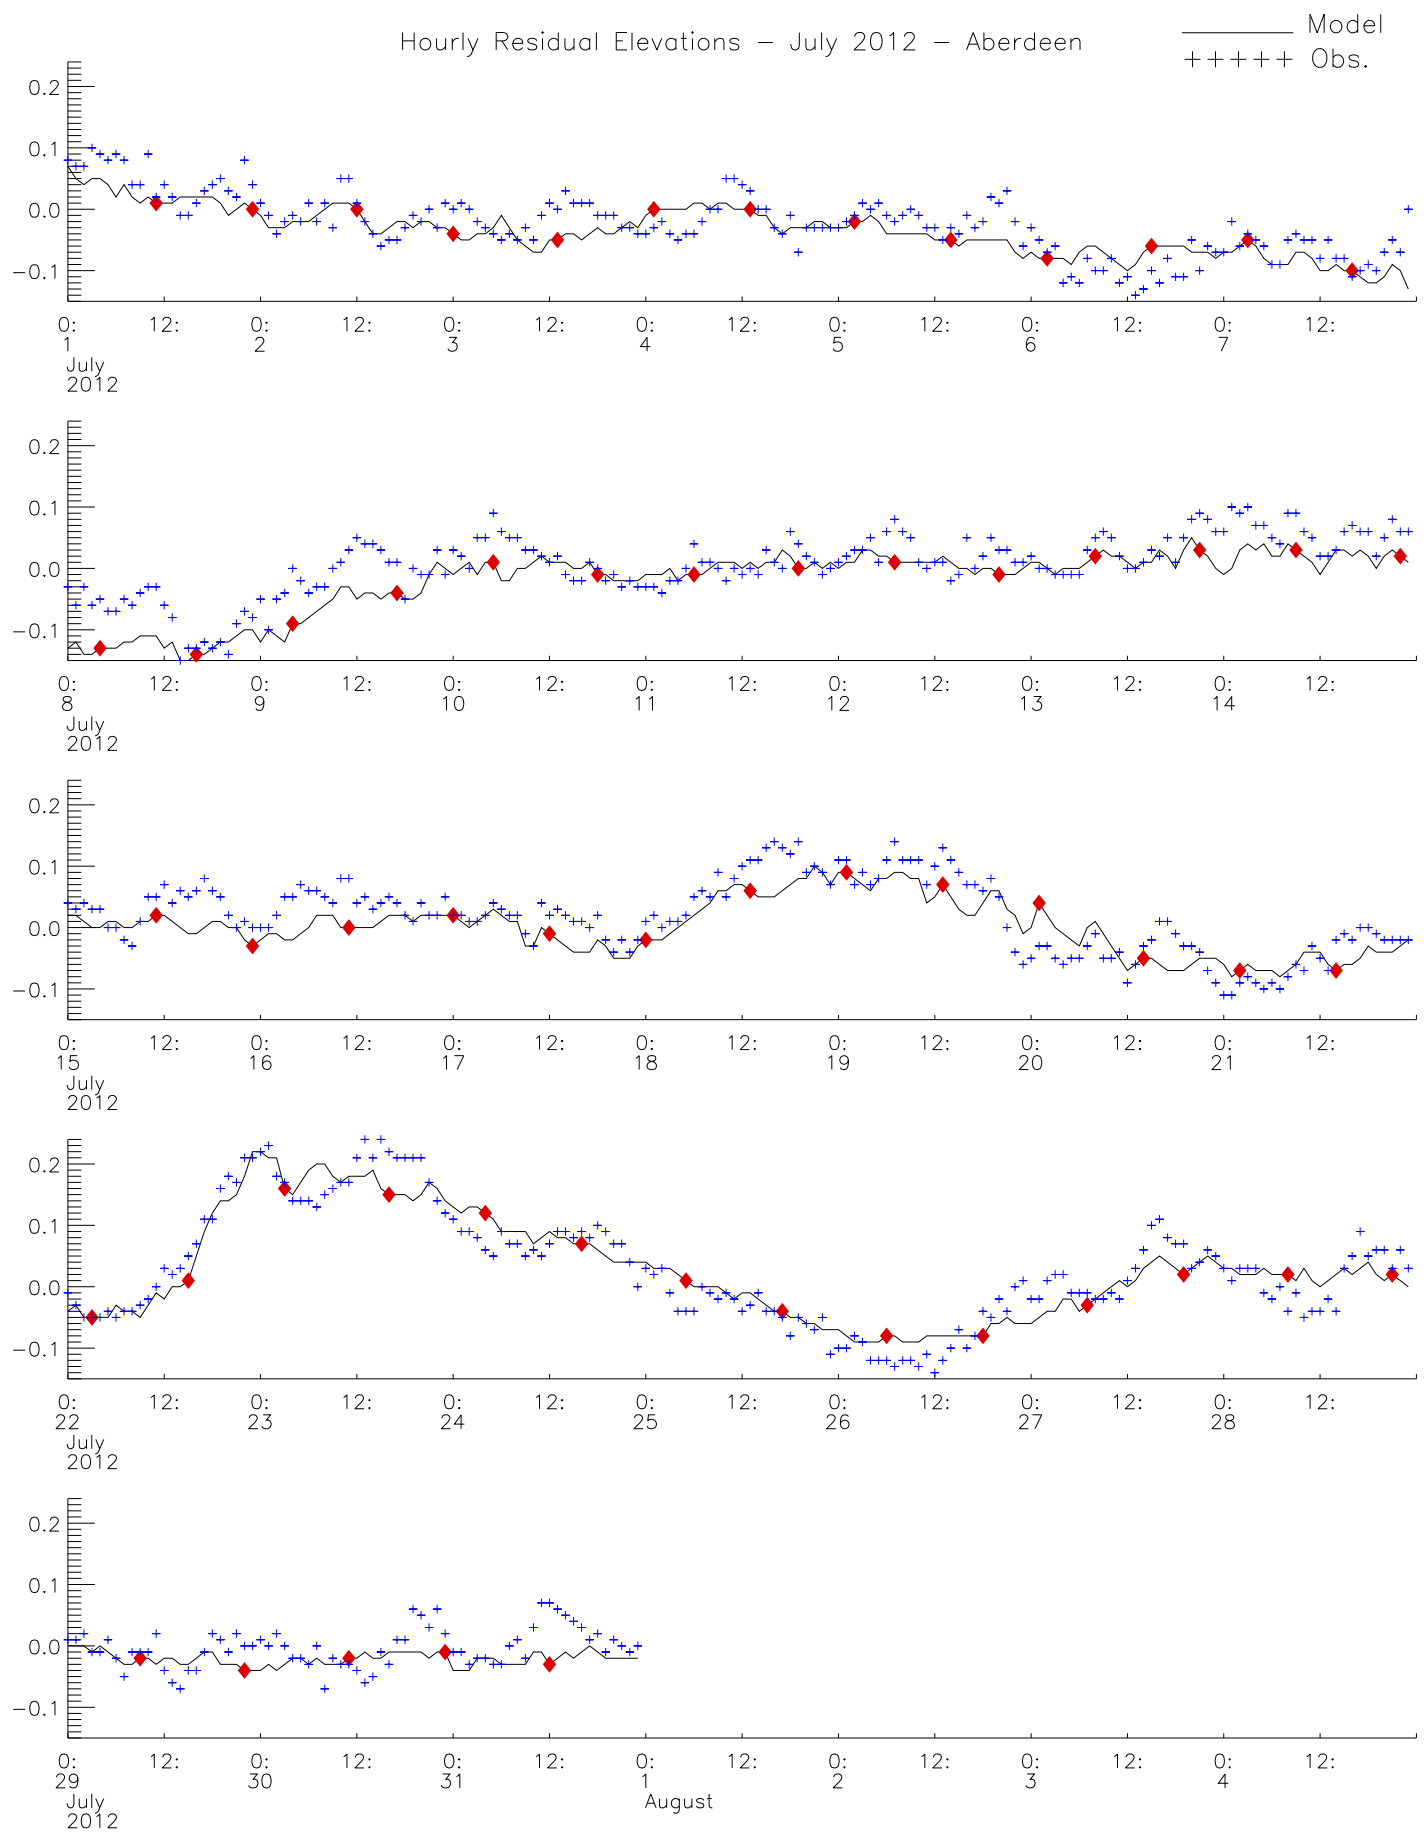 Hourly Residual Elevations – July 2012 – Aberdeen
Model
+++++ Obs.
0.2
0.1
0.0
−0.1
0: 12: 0: 12: 0: 12: 0: 12: 0: 12: 0: 12: 0: 12:
1 2 3 4 5 6 7
July
2012
0.2
0.1
0.0
−0.1
0: 12: 0: 12: 0: 12: 0: 12: 0: 12: 0: 12: 0: 12:
8 9 10 11 12 13 14
July
2012
0.2
0.1
0.0
−0.1
0: 12: 0: 12: 0: 12: 0: 12: 0: 12: 0: 12: 0: 12:
15 16 17 18 19 20 21
July
2012
0.2
0.1
0.0
−0.1
0: 12: 0: 12: 0: 12: 0: 12: 0: 12: 0: 12: 0: 12:
22 23 24 25 26 27 28
July
2012
0.2
0.1
0.0
−0.1
0: 12: 0: 12: 0: 12: 0: 12: 0: 12: 0: 12: 0: 12:
29 30 31 1 2 3 4
July August
2012